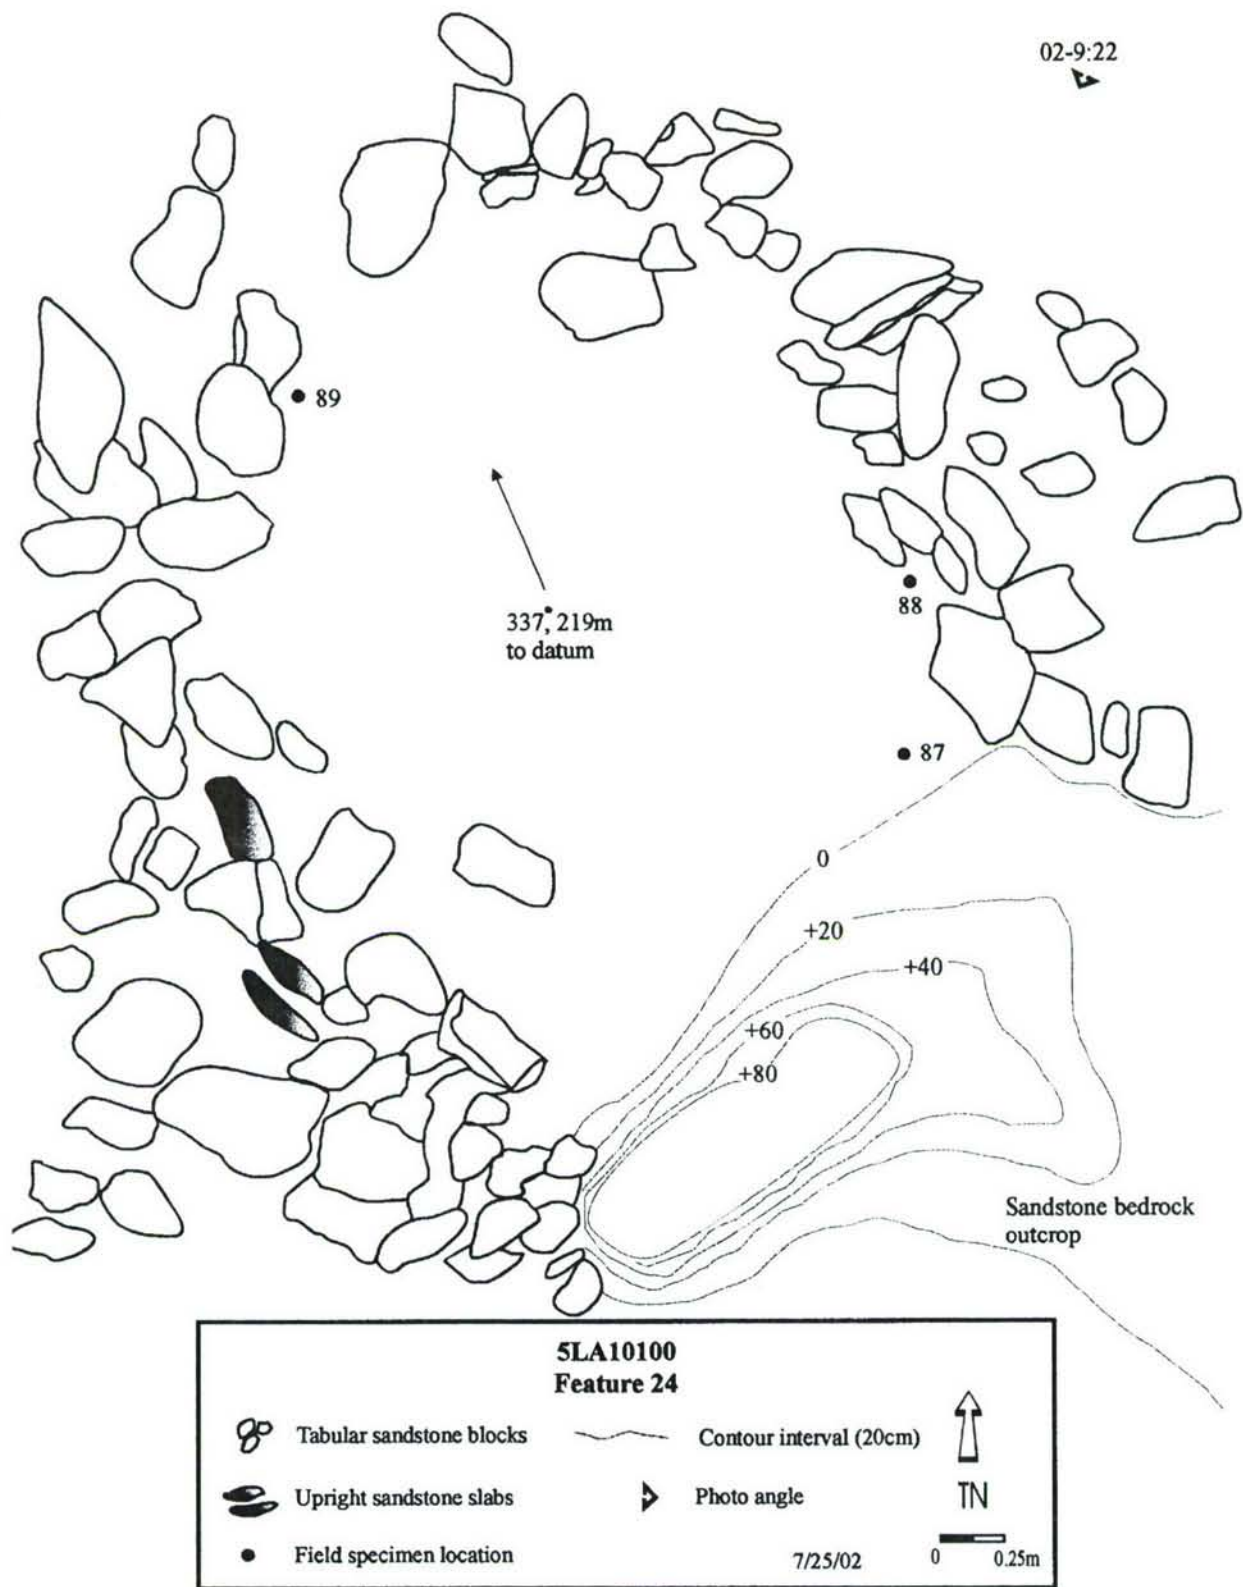 02-9:22
89
337, 219m
to datum
88
87
0
+20
+40
+60
+80
Sandstone bedrock
outcrop
5LA10100
Feature 24
Tabular sandstone blocks
Contour interval (20cm)
Upright sandstone slabs
Photo angle
TN
Field specimen location
7/25/02
0
0.25m